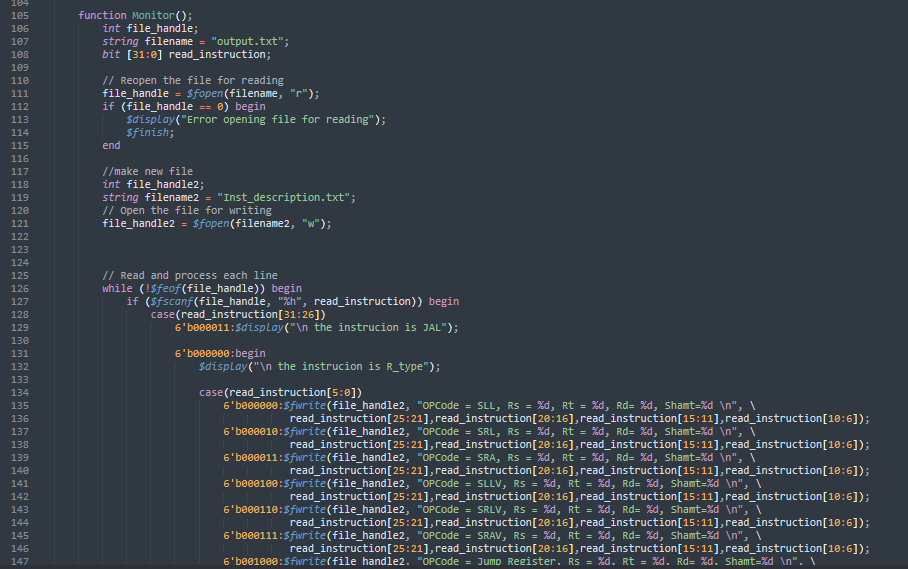 104
105 function Monitor();
106 int file_handle;
107 string filename = "output.txt";
108 bit [31:0] read_instruction;
109
110 // Reopen the file for reading
111 file_handle = $fopen(filename, "r");
112 if (file_handle == 0) begin
113 $display("Error opening file for reading");
114 $finish;
115 end
116
117 //make new file
118 int file_handle2;
119 string filename2 = "Inst_description.txt";
120 // Open the file for writing
121 file_handle2 = $fopen(filename2, "w");
122
123
124
125 // Read and process each line
126 while (!$feof(file_handle)) begin
127 if ($fscanf(file_handle, "%h", read_instruction)) begin
128 case(read_instruction[31:26])
129 6'b000011:$display("\n the instrucion is JAL");
130
131 6'b000000:begin
132 $display("\n the instrucion is R_type");
133
134 case(read_instruction[5:0])
135 6'b000000:$fwrite(file_handle2, "OPCode = SLL, Rs = %d, Rt = %d, Rd= %d, Shamt=%d \n", \
136 read_instruction[25:21],read_instruction[20:16],read_instruction[15:11],read_instruction[10:6]);
137 6'b000010:$fwrite(file_handle2, "OPCode = SRL, Rs = %d, Rt = %d, Rd= %d, Shamt=%d \n", \
138 read_instruction[25:21],read_instruction[20:16],read_instruction[15:11],read_instruction[10:6]);
139 6'b000011:$fwrite(file_handle2, "OPCode = SRA, Rs = %d, Rt = %d, Rd= %d, Shamt=%d \n", \
140 read_instruction[25:21],read_instruction[20:16],read_instruction[15:11],read_instruction[10:6]);
141 6'b000100:$fwrite(file_handle2, "OPCode = SLLV, Rs = %d, Rt = %d, Rd= %d, Shamt=%d \n", \
142 read_instruction[25:21],read_instruction[20:16],read_instruction[15:11],read_instruction[10:6]);
143 6'b000110:$fwrite(file_handle2, "OPCode = SRLV, Rs = %d, Rt = %d, Rd= %d, Shamt=%d \n", \
144 read_instruction[25:21],read_instruction[20:16],read_instruction[15:11],read_instruction[10:6]);
145 6'b000111:$fwrite(file_handle2, "OPCode = SRAV, Rs = %d, Rt = %d, Rd= %d, Shamt=%d \n", \
146 read_instruction[25:21],read_instruction[20:16],read_instruction[15:11],read_instruction[10:6]);
147 6'b001000:$fwrite(file_handle2, "OPCode = Jump Register, Rs = %d, Rt = %d, Rd= %d, Shamt=%d \n", \